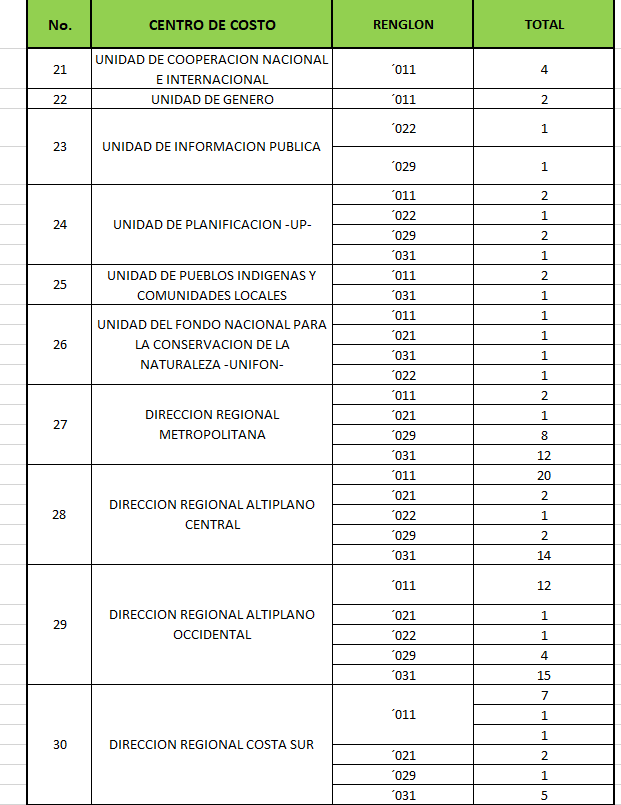 No. CENTRO DE COSTO RENGLON TOTAL
21 UNIDAD DE COOPERACION NACIONAL E INTERNACIONAL ´011 4
22 UNIDAD DE GENERO ´011 2
23 UNIDAD DE INFORMACION PUBLICA ´022 1
´029 1
24 UNIDAD DE PLANIFICACION -UP- ´011 2
´022 1
´029 2
´031 1
25 UNIDAD DE PUEBLOS INDIGENAS Y COMUNIDADES LOCALES ´011 2
´031 1
26 UNIDAD DEL FONDO NACIONAL PARA LA CONSERVACION DE LA NATURALEZA -UNIFON- ´011 1
´021 1
´031 1
´022 1
27 DIRECCION REGIONAL METROPOLITANA ´011 2
´021 1
´029 8
´031 12
28 DIRECCION REGIONAL ALTIPLANO CENTRAL ´011 20
´021 2
´022 1
´029 2
´031 14
29 DIRECCION REGIONAL ALTIPLANO OCCIDENTAL ´011 12
´021 1
´022 1
´029 4
´031 15
30 DIRECCION REGIONAL COSTA SUR ´011 7
1
1
´021 2
´029 1
´031 5